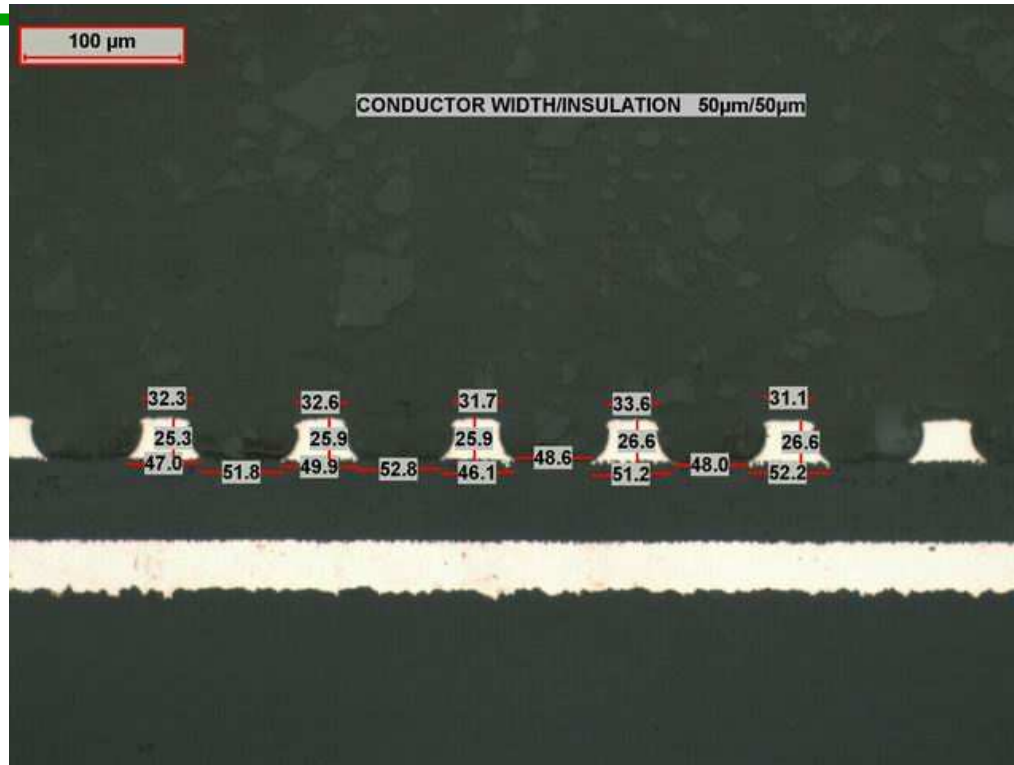 100 µm
CONDUCTOR WIDTH/INSULATION 50µm/50µm
32.3 32.6 31.7 33.6 31.1
25.3 25.9 25.9 26.6 26.6
47.0 51.8 49.9 52.8 46.1 48.6 51.2 48.0 52.2